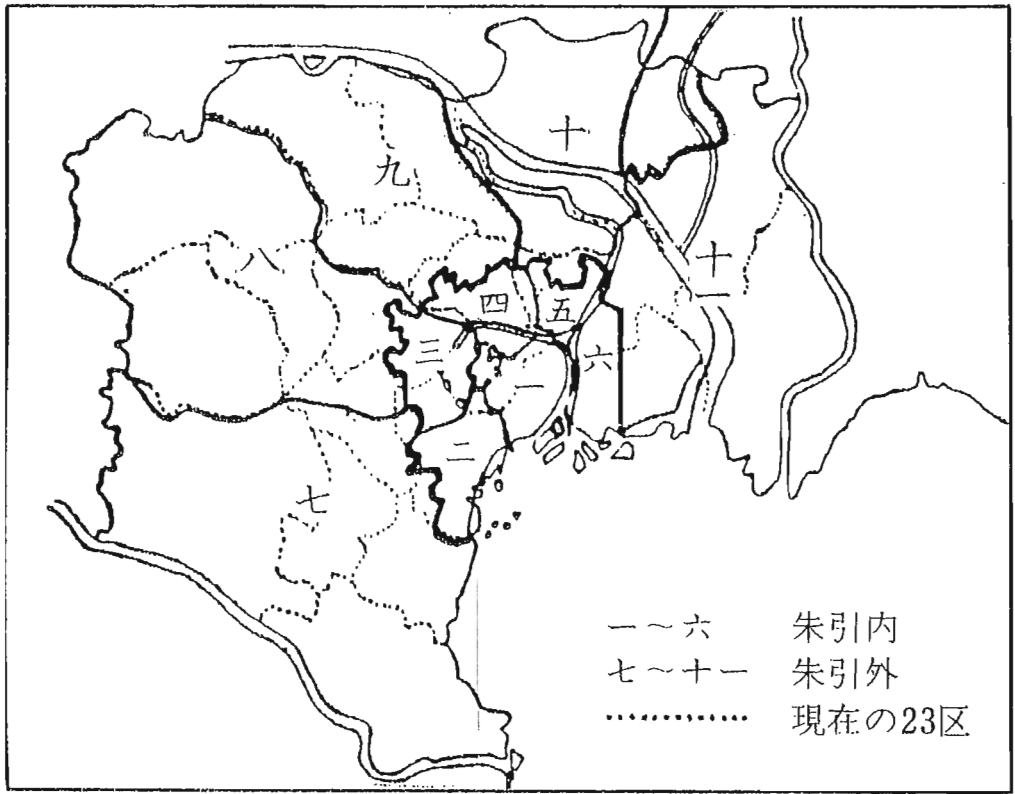 十
九
十一
八
四
五
三
六
一
二
七
一～六 朱引内
七～十一 朱引外
現在の23区